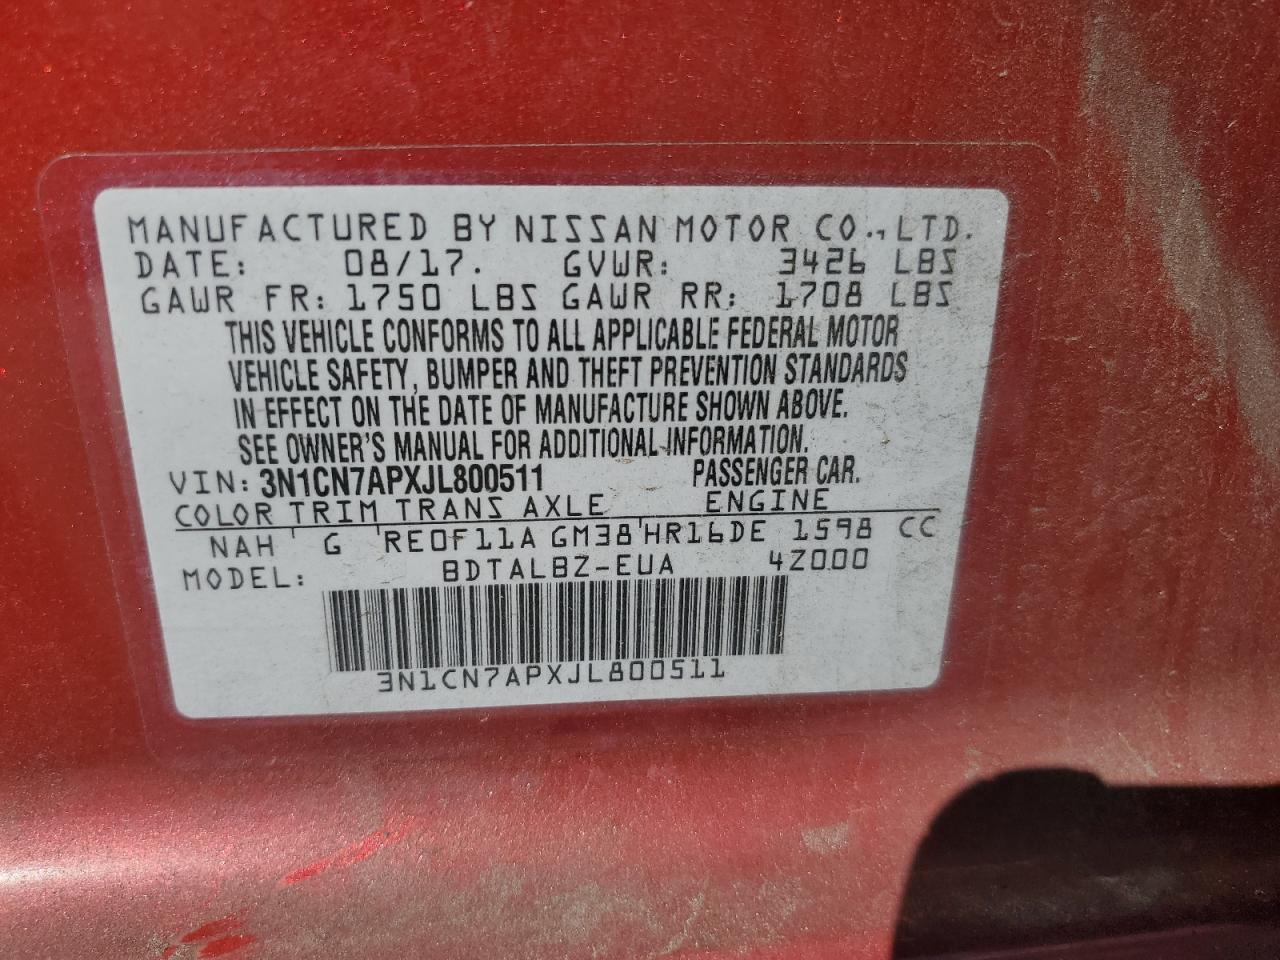 MANUFACTURED BY NISSAN MOTOR CO., LTD.
DATE: 08/17. GVWR: 3426 LBS
GAWR FR: 1750 LBS GAWR RR: 1708 LBS
THIS VEHICLE CONFORMS TO ALL APPLICABLE FEDERAL MOTOR
VEHICLE SAFETY, BUMPER AND THEFT PREVENTION STANDARDS
IN EFFECT ON THE DATE OF MANUFACTURE SHOWN ABOVE.
SEE OWNER'S MANUAL FOR ADDITIONAL INFORMATION.
VIN: 3N1CN7APXJL800511 PASSENGER CAR.
COLOR TRIM TRANS AXLE ENGINE
NAH G RE0F11A GM38 HR16DE 1598 CC
MODEL: BDTALBZ-EUA 4Z000
3N1CN7APXJL800511